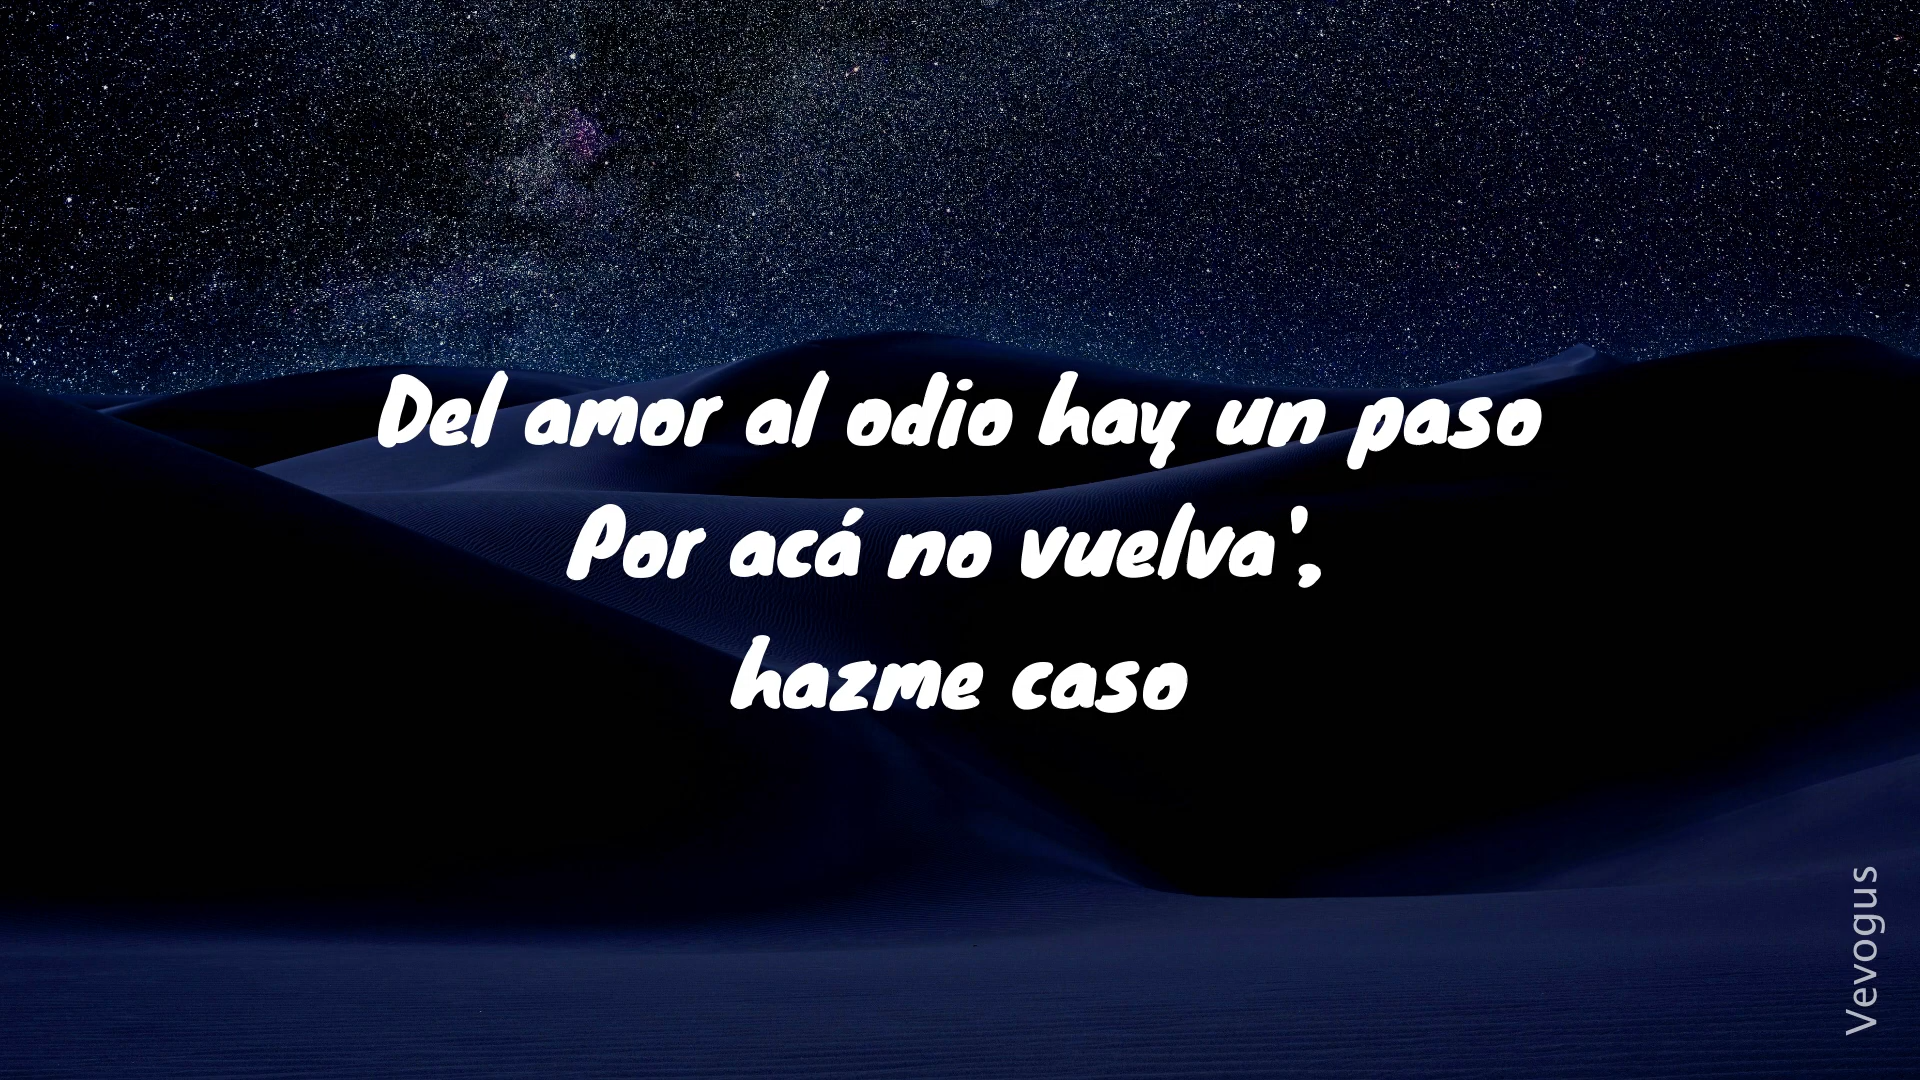 Del amor al odio hay un paso
Por acá no vuelva',
hazme caso
Vevogus